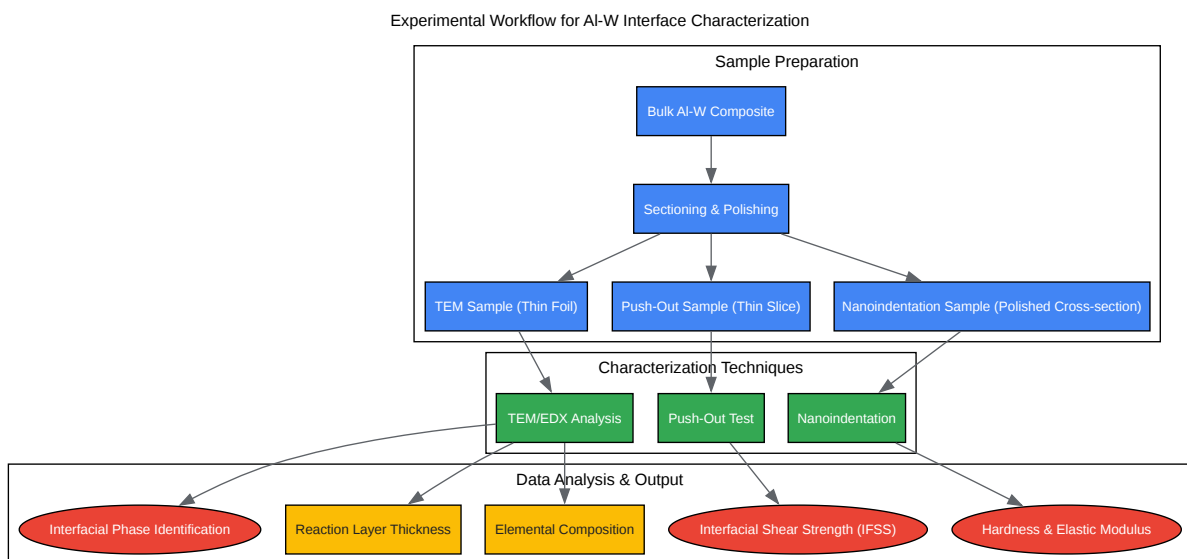 Experimental Workflow for Al-W Interface Characterization
Sample Preparation
Bulk Al-W Composite
Sectioning & Polishing
TEM Sample (Thin Foil)
Push-Out Sample (Thin Slice)
Nanoindentation Sample (Polished Cross-section)
Characterization Techniques
TEM/EDX Analysis
Push-Out Test
Nanoindentation
Data Analysis & Output
Interfacial Phase Identification
Reaction Layer Thickness
Elemental Composition
Interfacial Shear Strength (IFSS)
Hardness & Elastic Modulus